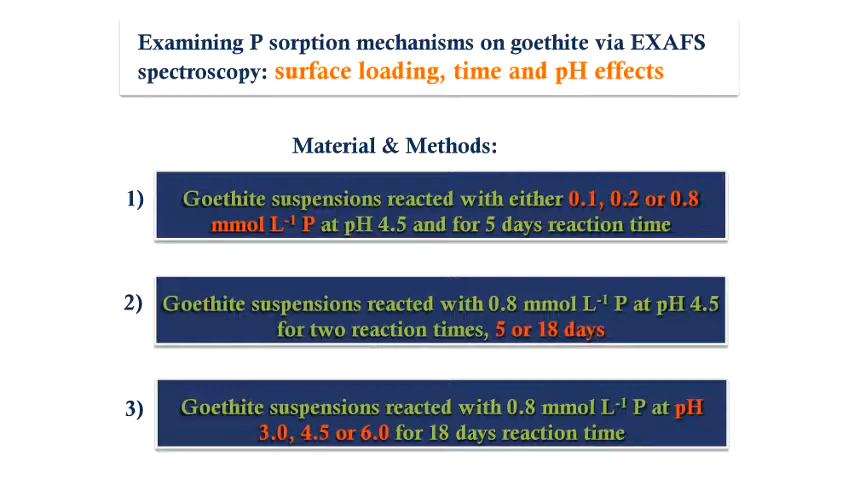 Examining P sorption mechanisms on goethite via EXAFS
spectroscopy: surface loading, time and pH effects
Material & Methods:
1) Goethite suspensions reacted with either 0.1, 0.2 or 0.8
mmol L⁻¹ P at pH 4.5 and for 5 days reaction time
2) Goethite suspensions reacted with 0.8 mmol L⁻¹ P at pH 4.5
for two reaction times, 5 or 18 days
3) Goethite suspensions reacted with 0.8 mmol L⁻¹ P at pH
3.0, 4.5 or 6.0 for 18 days reaction time